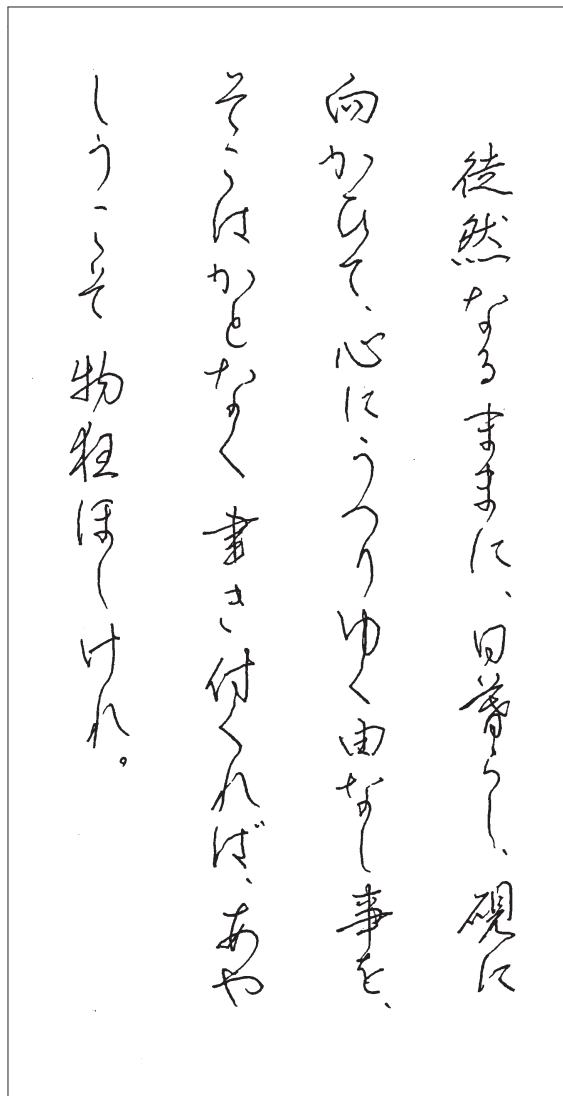 徒然なるままに、日暮らし、硯に
向かひて、心にうつりゆく由なし事を、
そこはかとなく書き付くれば、あや
しうこそ物狂ほしけれ。